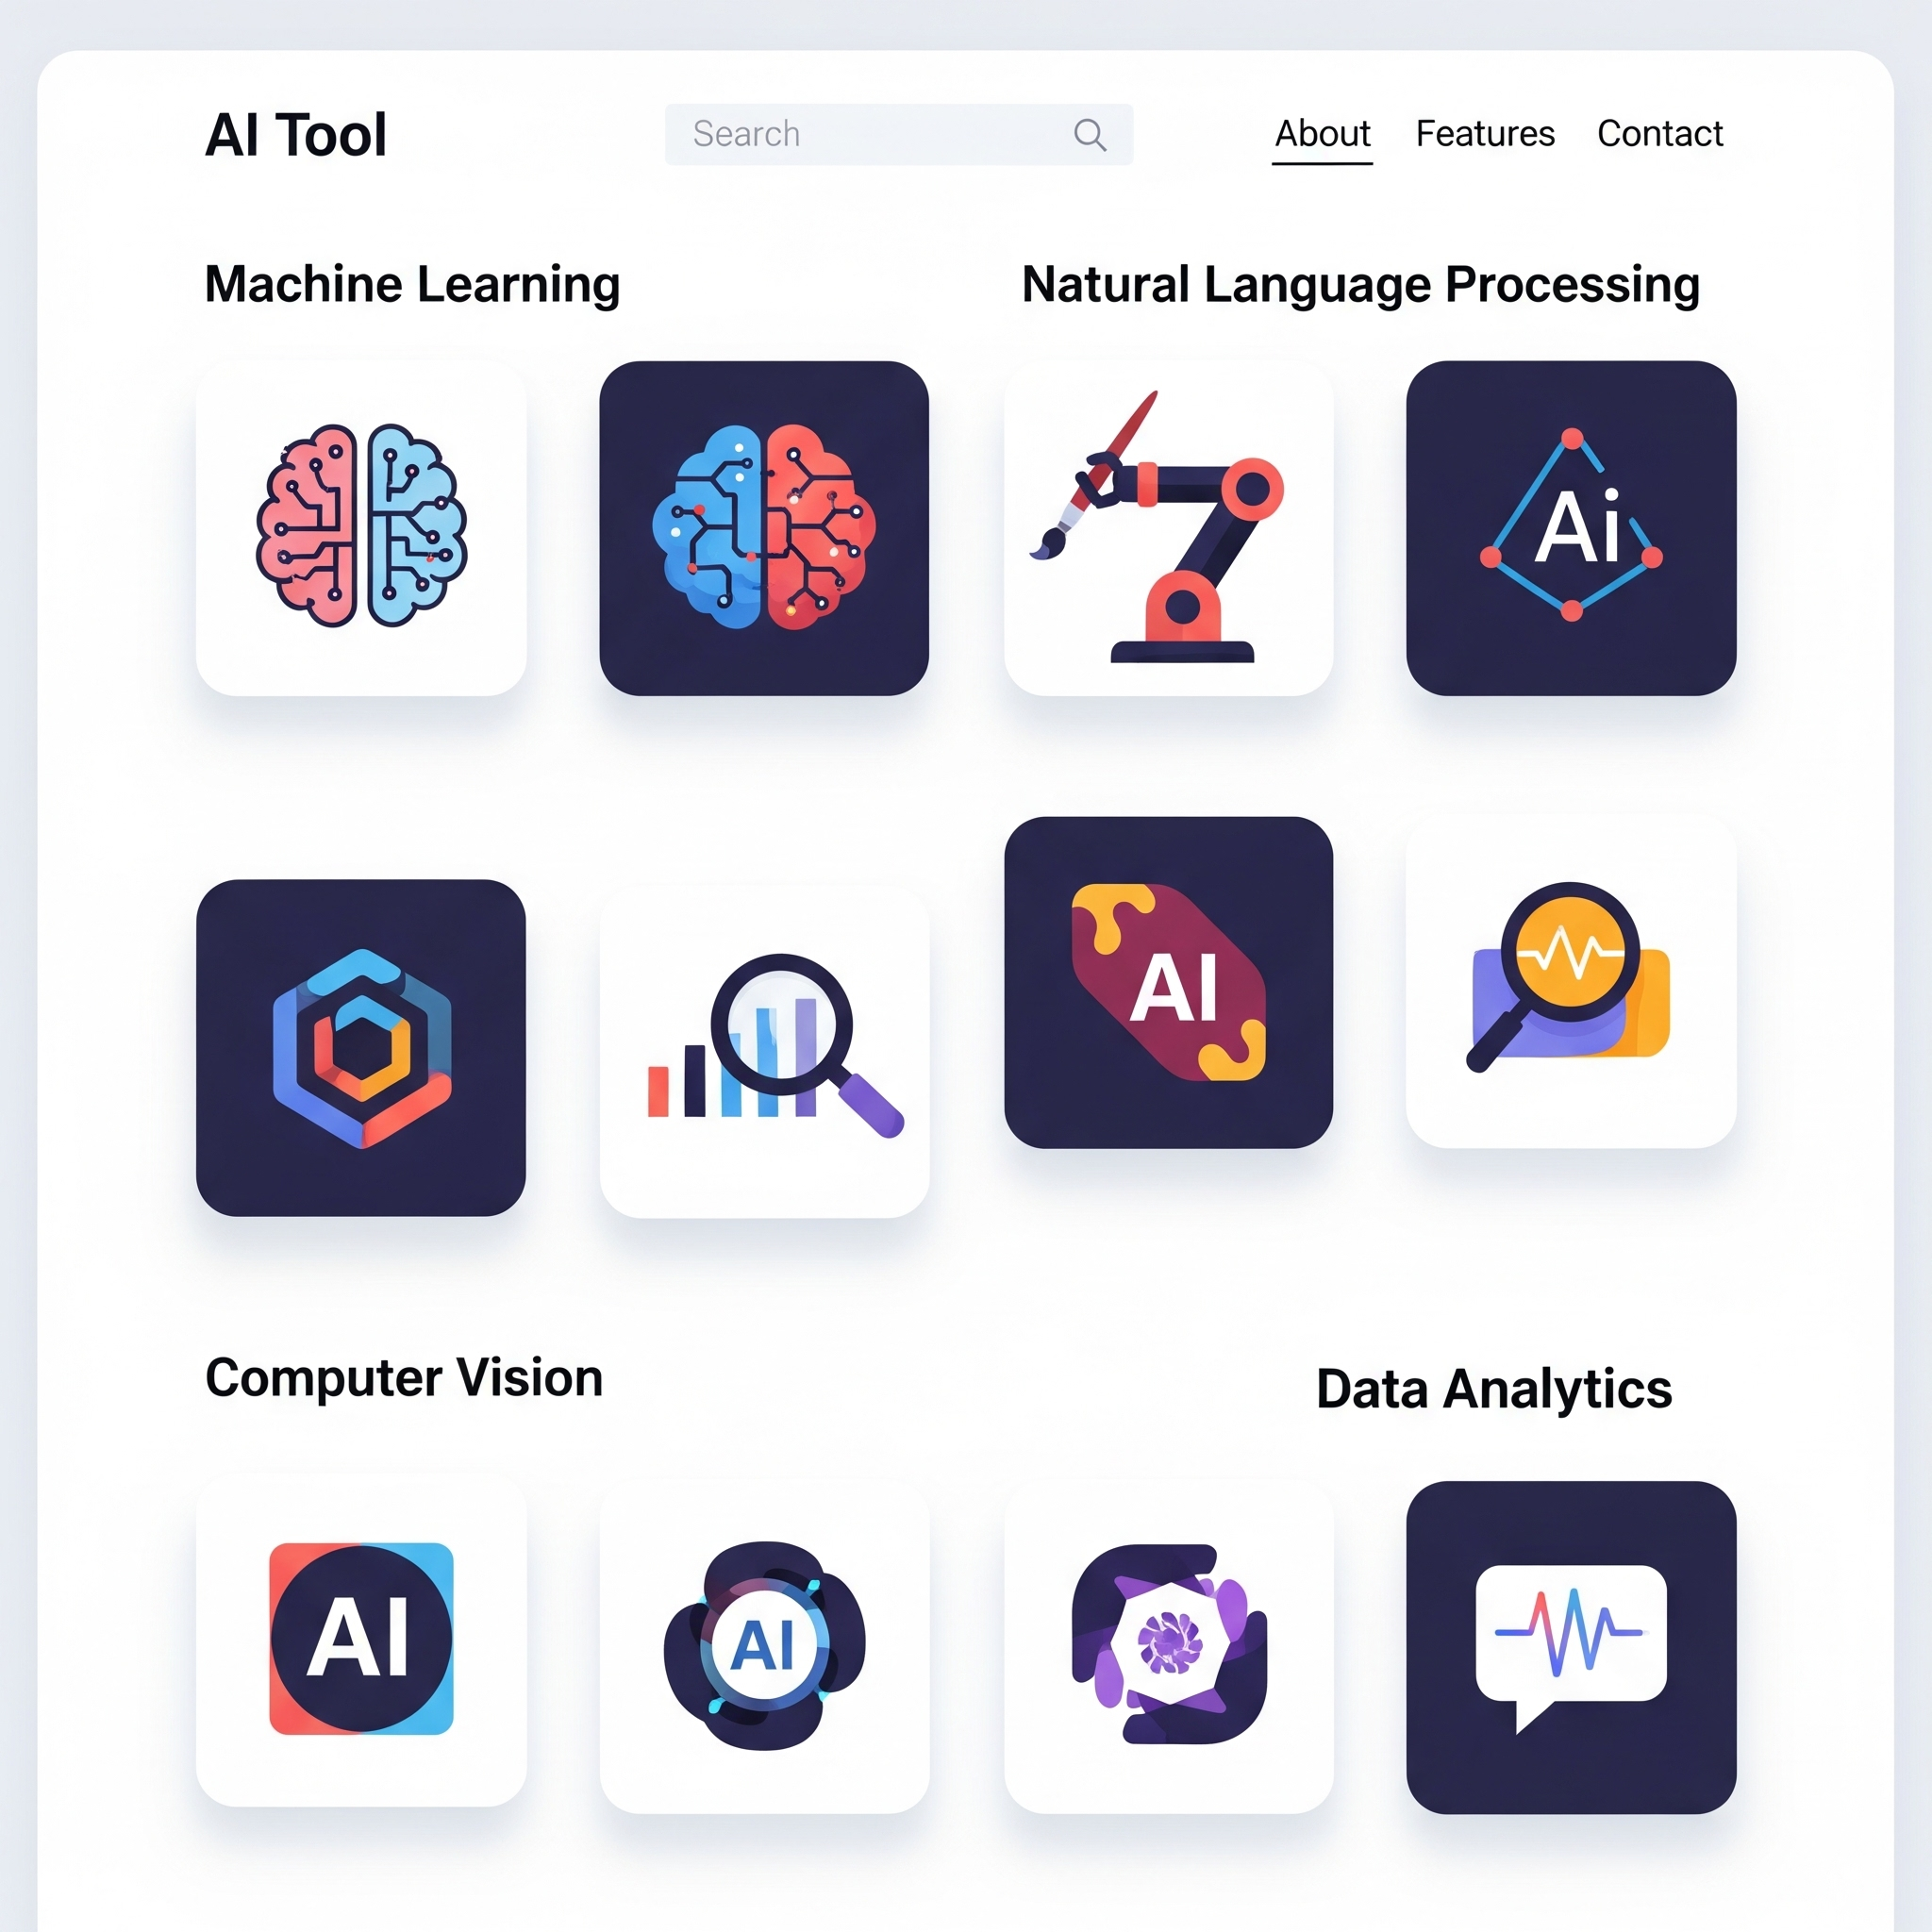 AI Tool
Search
About Features Contact
Machine Learning
Natural Language Processing
Ai
AI
Computer Vision
Data Analytics
AI
AI